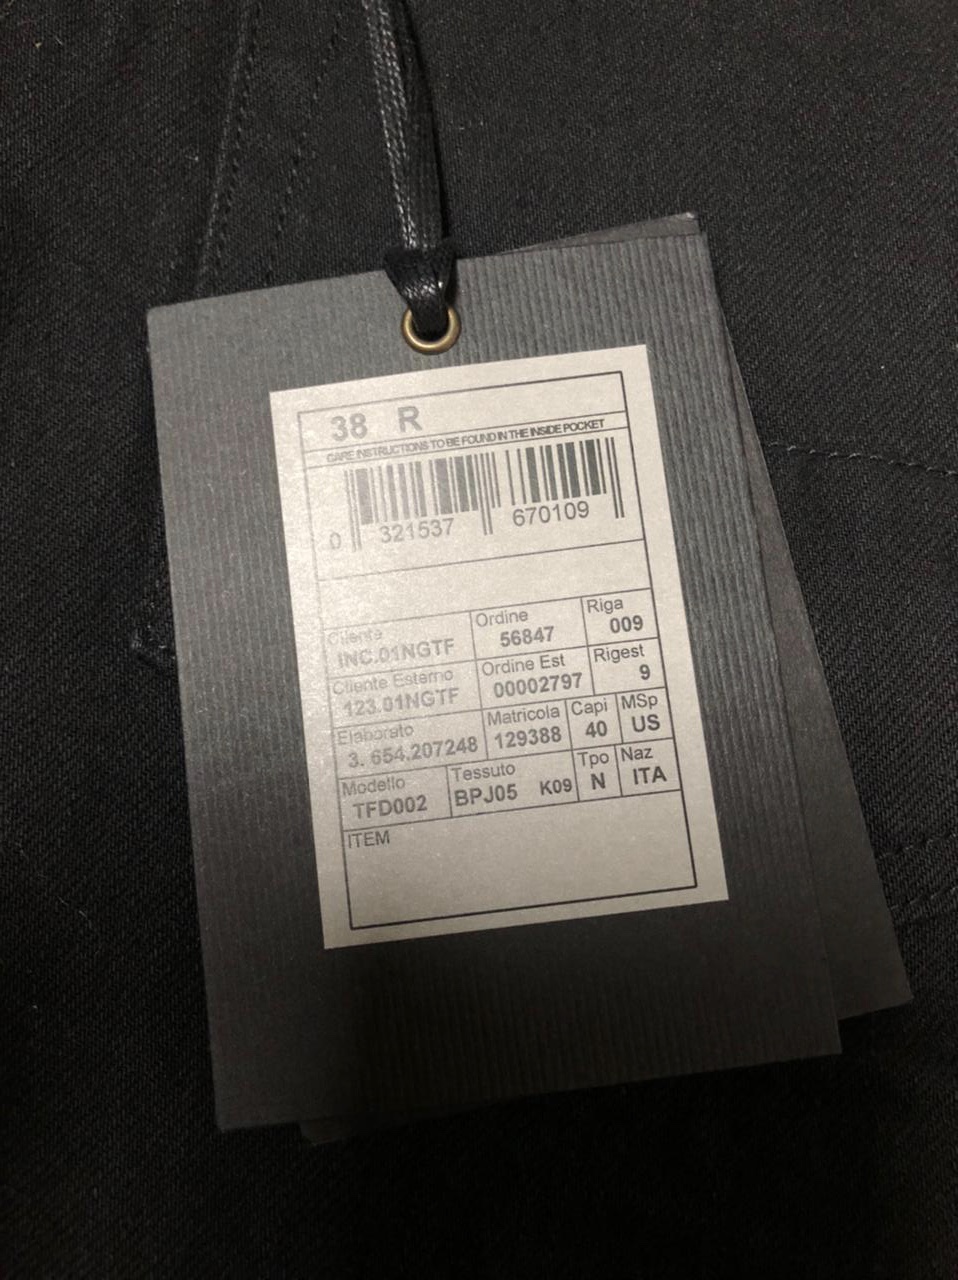 38 R
CARE INSTRUCTIONS TO BE FOUND IN THE INSIDE POCKET
0 321537 670109
Cliente Ordine Riga
INC.01NGTF 56847 009
Cliente Esterno Ordine Est Rigest
123.01NGTF 00002797 9
Elaborato Matricola Capi MSp
3. 654.207248 129388 40 US
Modello Tessuto Tpo Naz
TFD002 BPJ05 K09 N ITA
ITEM